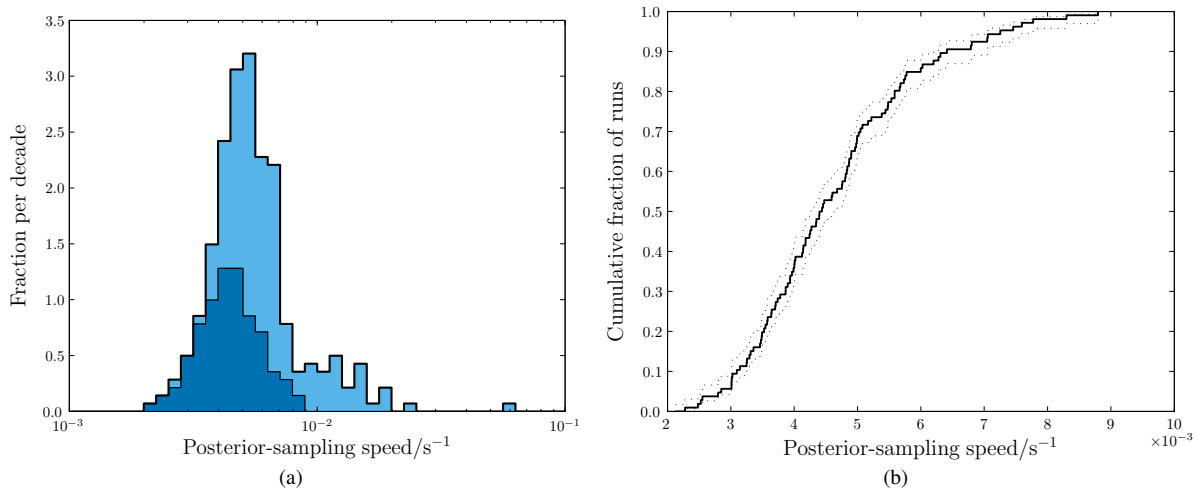 3.5
3.0
2.5
2.0
1.5
1.0
0.5
0.0
Fraction per decade
10⁻³ 10⁻² 10⁻¹
Posterior-sampling speed/s⁻¹
(a)
1.0
0.9
0.8
0.7
0.6
0.5
0.4
0.3
0.2
0.1
0.0
Cumulative fraction of runs
2 3 4 5 6 7 8 9 10
Posterior-sampling speed/s⁻¹
×10⁻³
(b)